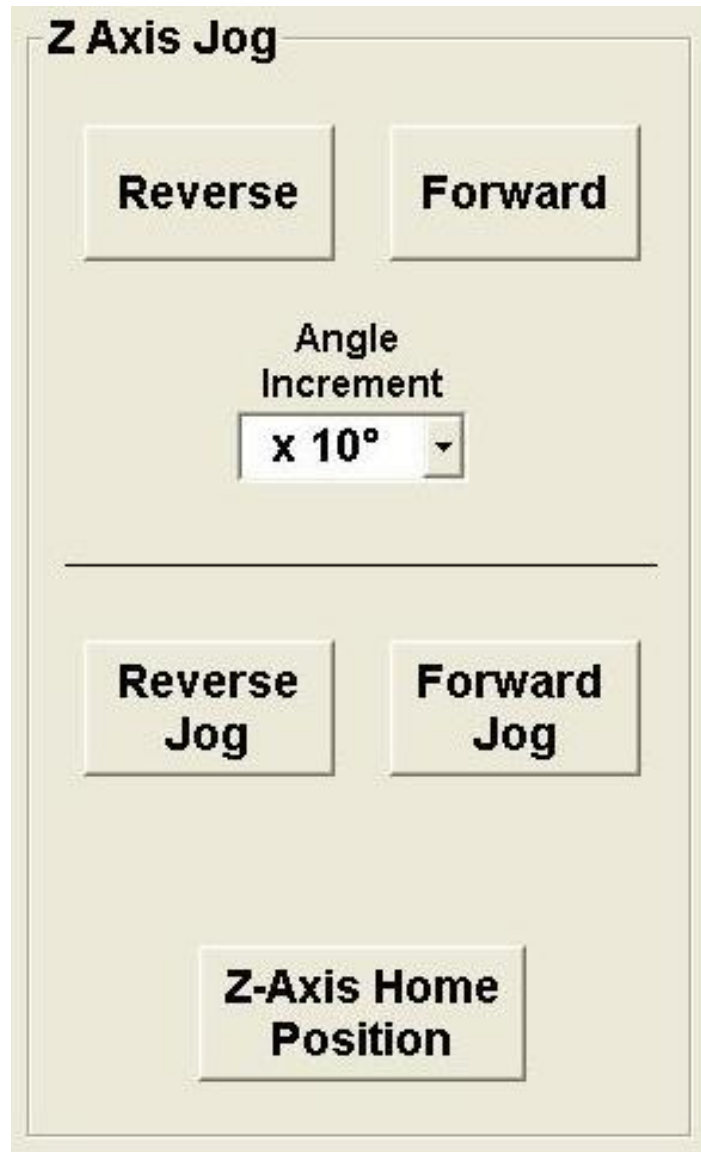 Z Axis Jog
Reverse
Forward
Angle
Increment
x 10°
Reverse
Jog
Forward
Jog
Z-Axis Home
Position